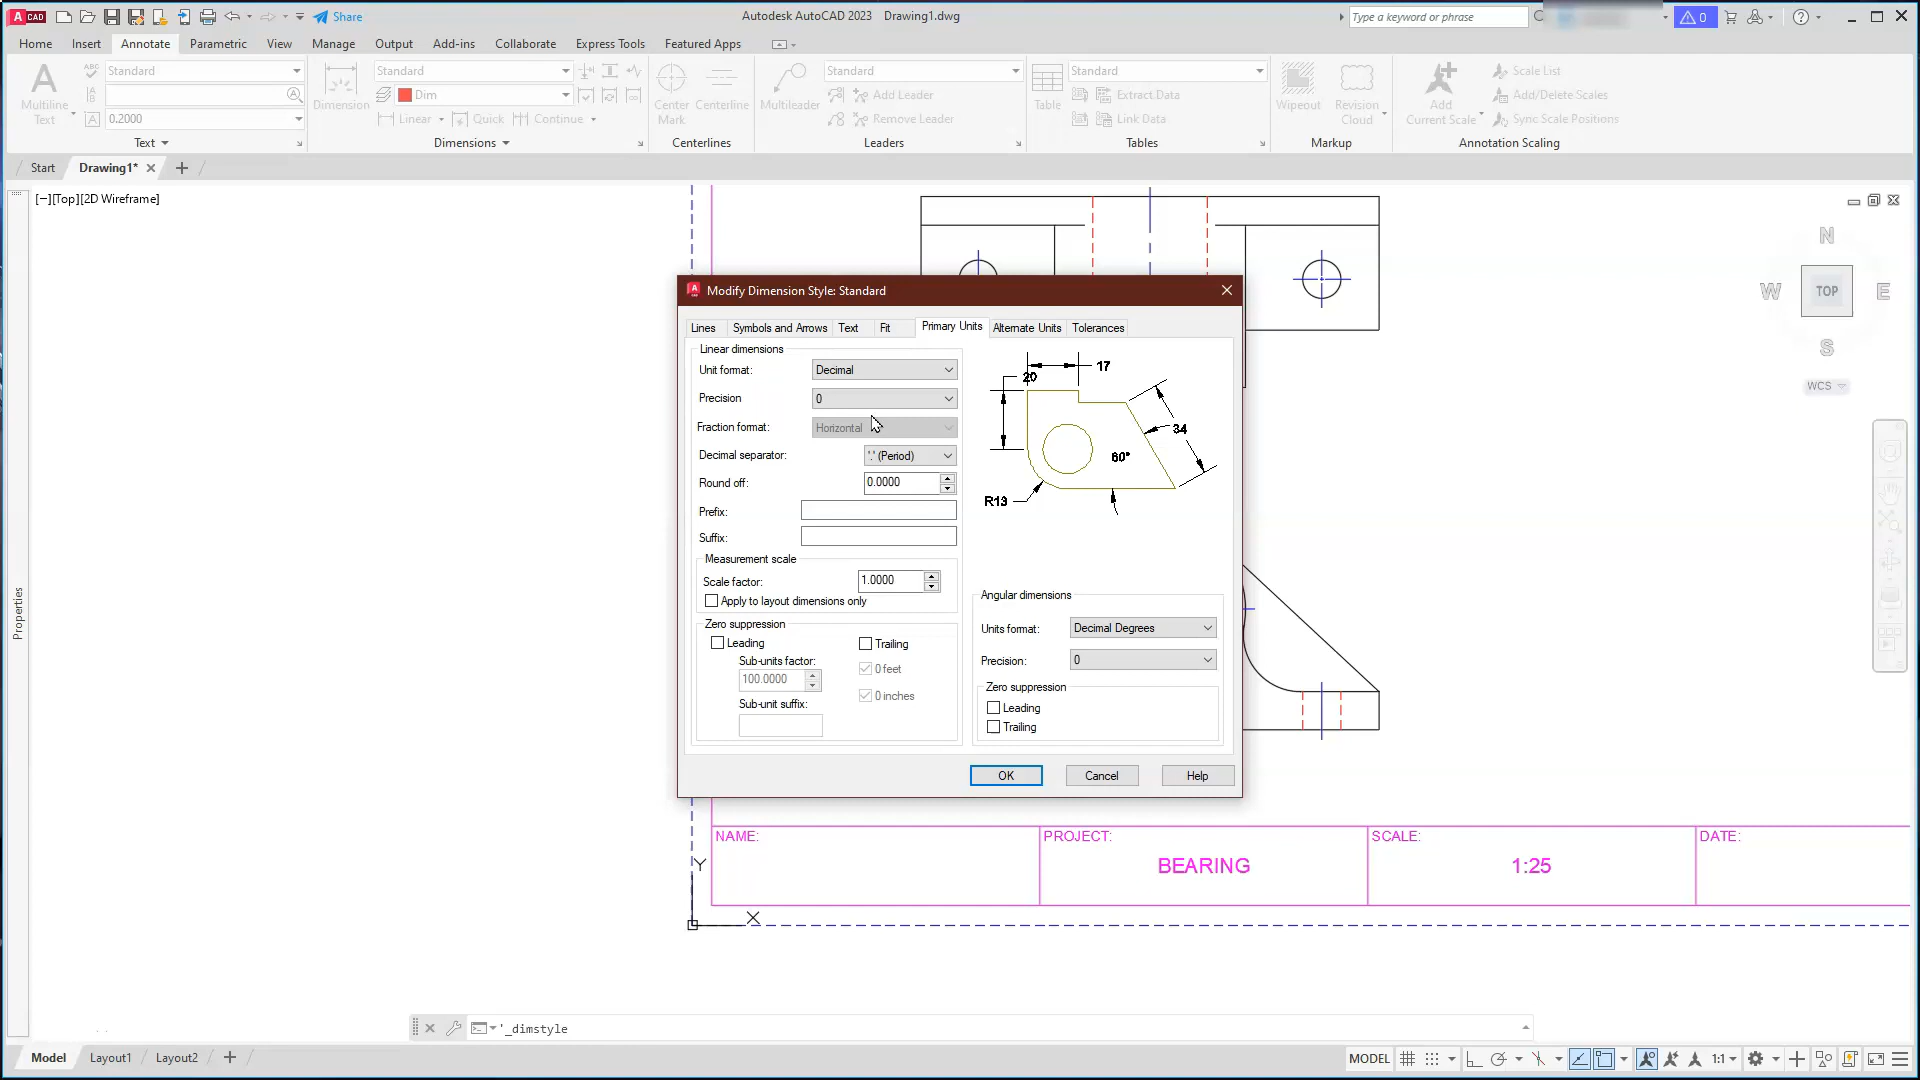 A CAD
Share
Autodesk AutoCAD 2023 Drawing1.dwg
Type a keyword or phrase
0
Home Insert Annotate Parametric View Manage Output Add-ins Collaborate Express Tools Featured Apps
Multiline Text
ABC
Standard
0.2000
Text
Dimension
Standard
Dim
Linear Quick Continue
Dimensions
Center Mark
Centerline
Centerlines
Multileader
Standard
Add Leader
Remove Leader
Leaders
Table
Standard
Extract Data
Link Data
Tables
Wipeout
Revision Cloud
Markup
Add Current Scale
Scale List
Add/Delete Scales
Sync Scale Positions
Annotation Scaling
Start Drawing1*
[−][Top][2D Wireframe]
N
W TOP E
S
WCS
Properties
Modify Dimension Style: Standard
Lines Symbols and Arrows Text Fit Primary Units Alternate Units Tolerances
Linear dimensions
Unit format: Decimal
Precision 0
Fraction format: Horizontal
Decimal separator: '.' (Period)
Round off: 0.0000
Prefix:
Suffix:
Measurement scale
Scale factor: 1.0000
Apply to layout dimensions only
Zero suppression
Leading Trailing
Sub-units factor: 0 feet
100.0000
0 inches
Sub-unit suffix:
17
20
34
60°
R13
Angular dimensions
Units format: Decimal Degrees
Precision: 0
Zero suppression
Leading
Trailing
OK Cancel Help
NAME: PROJECT: SCALE: DATE:
BEARING 1:25
Y
X
'_dimstyle
Model Layout1 Layout2
MODEL 1:1